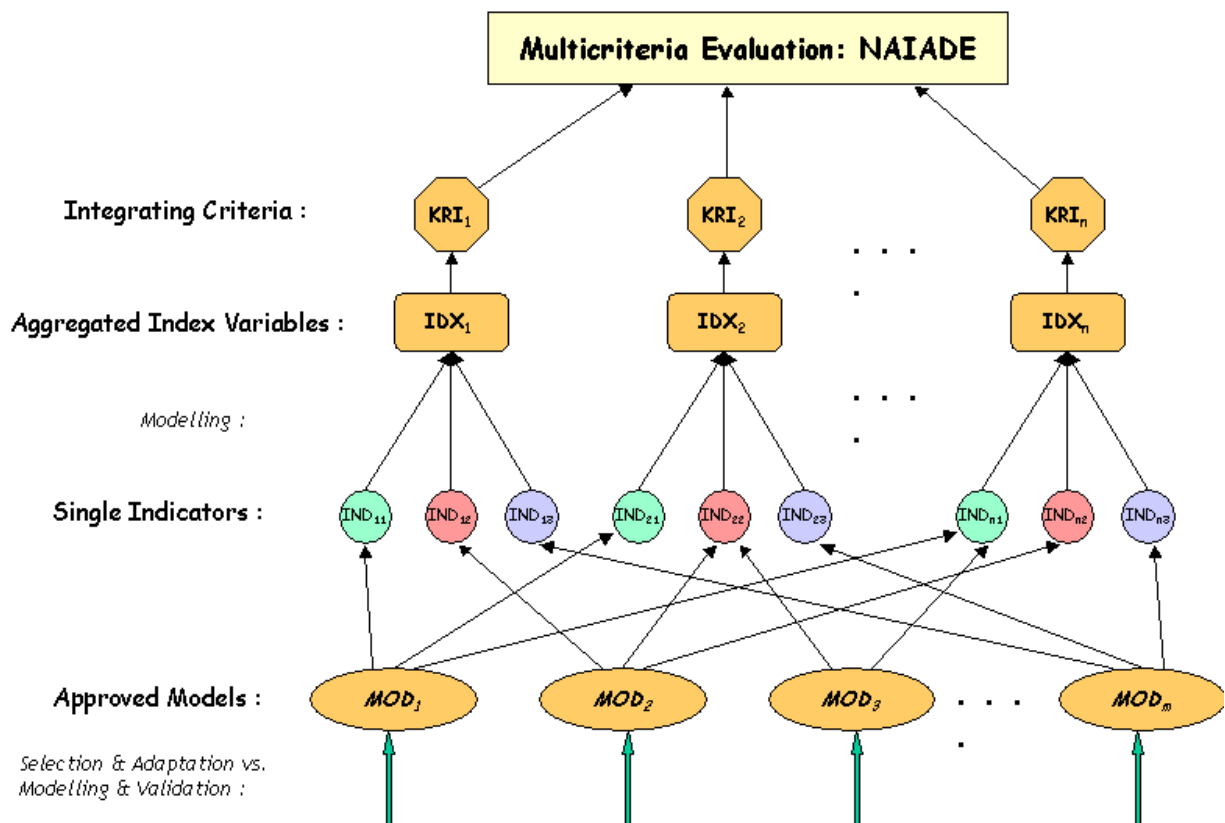 Multicriteria Evaluation: NAIADE
Integrating Criteria :
KRI₁ KRI₂ KRIₙ
. . .
.
Aggregated Index Variables :
IDX₁ IDX₂ IDXₙ
. . .
.
Modelling :
Single Indicators :
IND₁₁ IND₁₂ IND₁₃ IND₂₁ IND₂₂ IND₂₃ INDₙ₁ INDₙ₂ INDₙ₃
Approved Models :
MOD₁ MOD₂ MOD₃ . . . MODₘ
.
Selection & Adaptation vs.
Modelling & Validation :